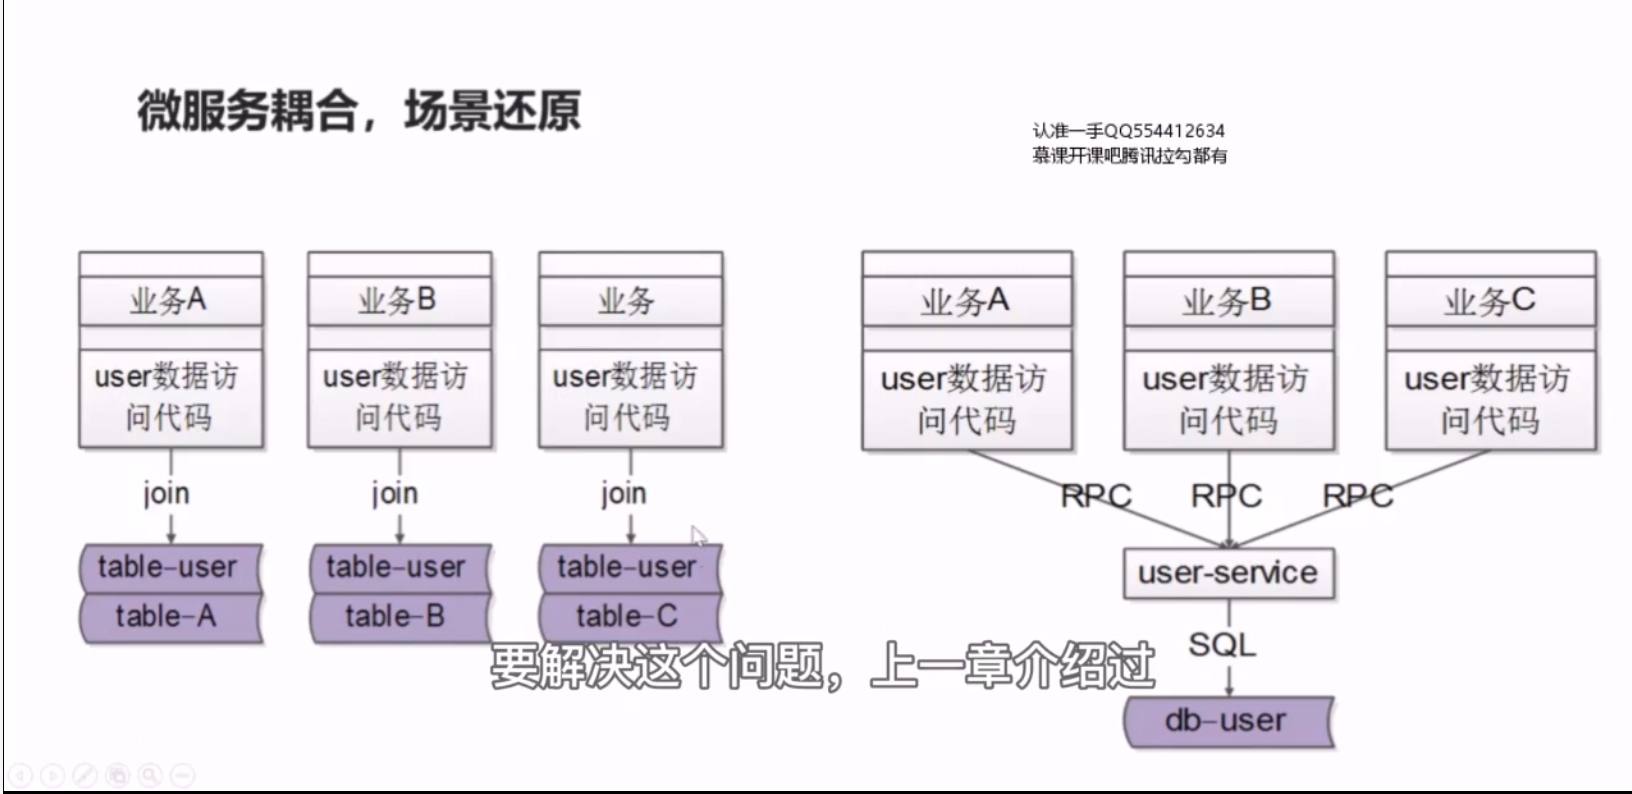 微服务耦合，场景还原
认准一手QQ554412634
慕课开课吧腾讯拉勾都有
业务A
user数据访
问代码
join
table-user
table-A
业务B
user数据访
问代码
join
table-user
table-B
业务
user数据访
问代码
join
table-user
table-C
业务A
user数据访
问代码
业务B
user数据访
问代码
业务C
user数据访
问代码
RPC
RPC
RPC
user-service
SQL
db-user
要解决这个问题，上一章介绍过